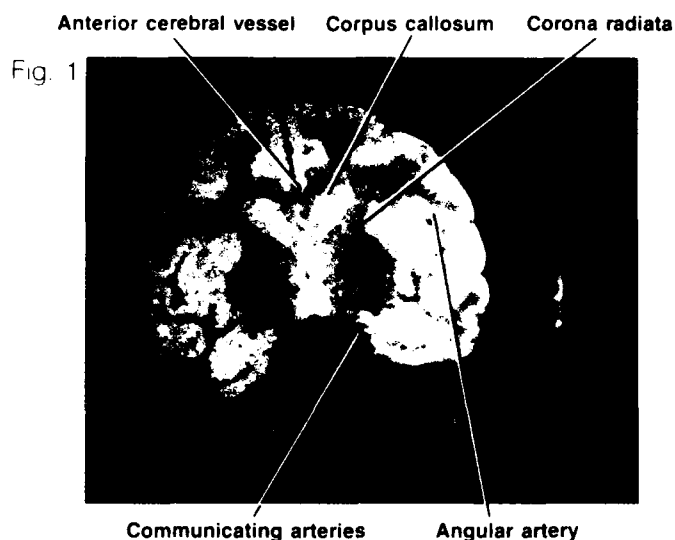 Anterior cerebral vessel Corpus callosum Corona radiata
Fig. 1
Communicating arteries Angular artery